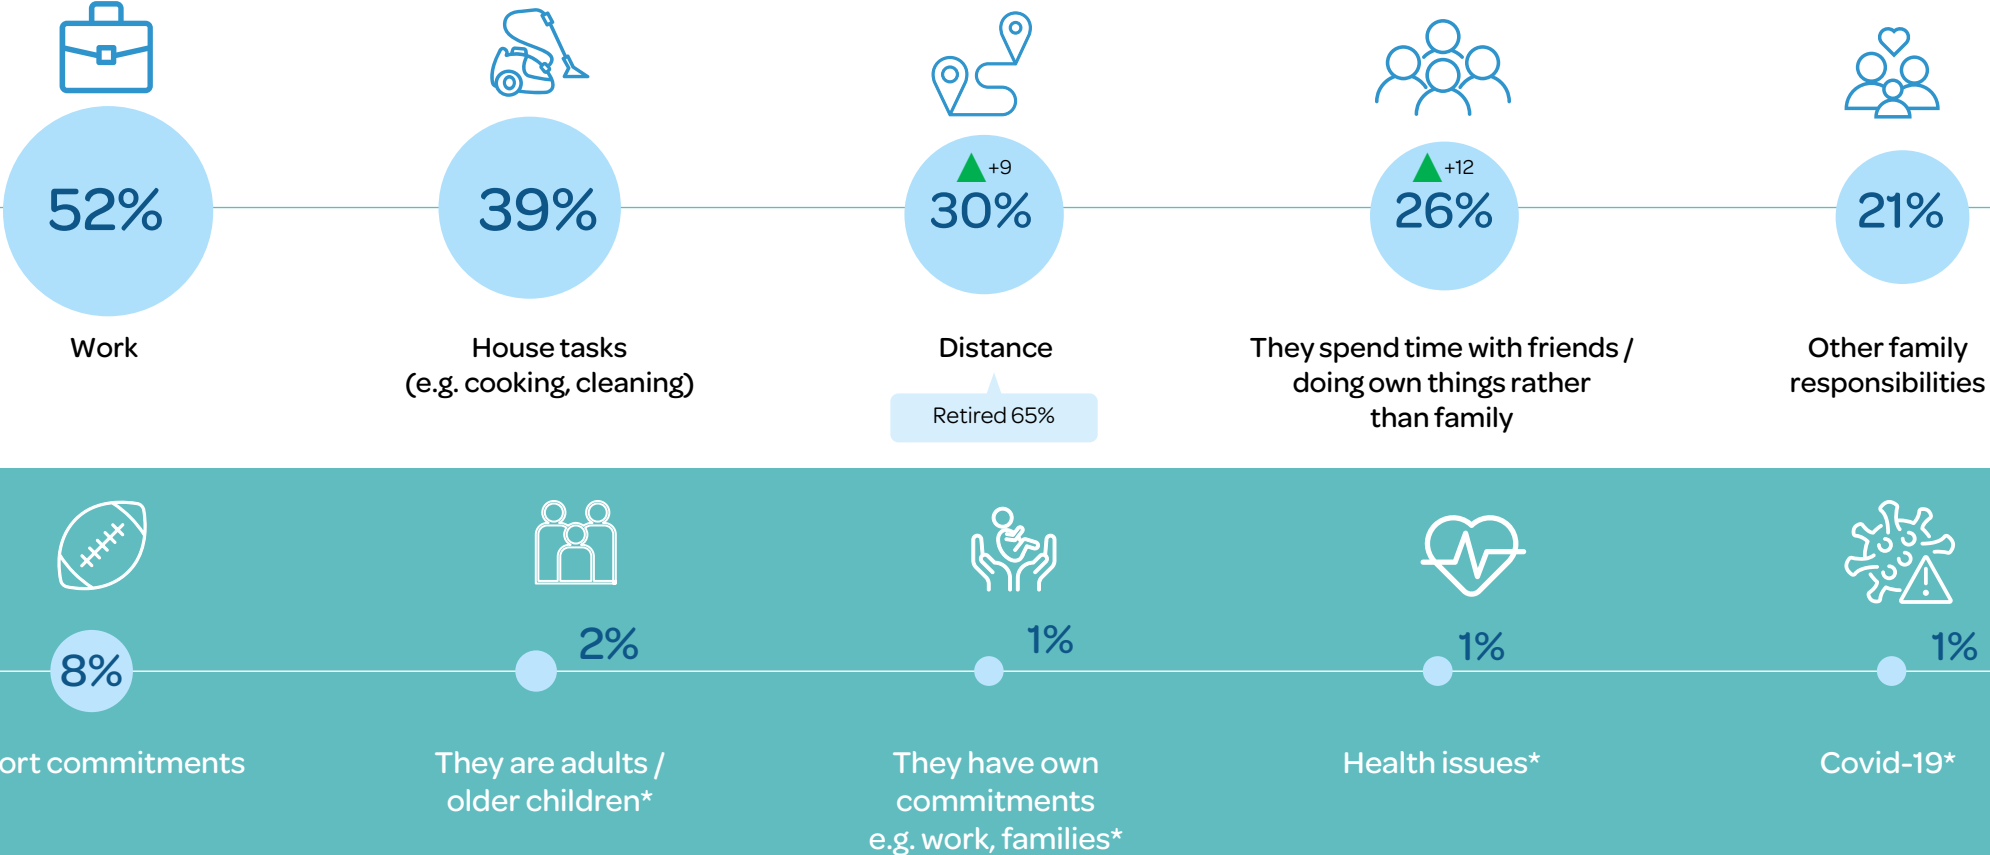 52%
39%
+9
30%
+12
26%
21%
Work
House tasks
(e.g. cooking, cleaning)
Distance
Retired 65%
They spend time with friends /
doing own things rather
than family
Other family
responsibilities
8%
2%
1%
1%
1%
ort commitments
They are adults /
older children*
They have own
commitments
e.g. work, families*
Health issues*
Covid-19*